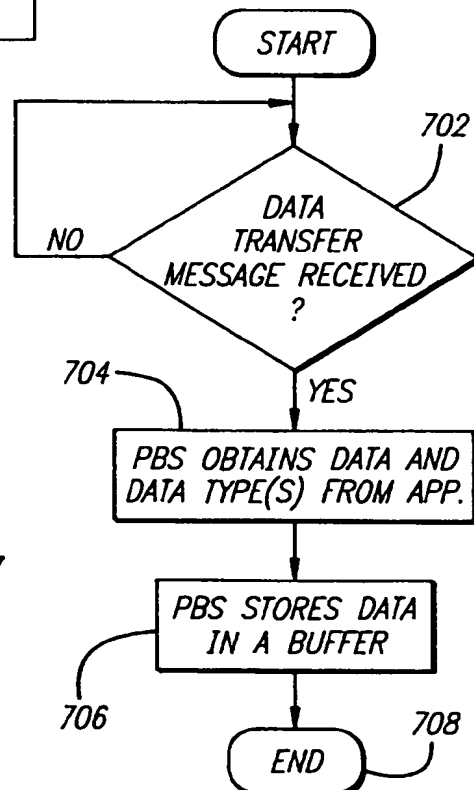 START
702
DATA
TRANSFER
MESSAGE RECEIVED
?
NO
YES
704
PBS OBTAINS DATA AND
DATA TYPE(S) FROM APP.
PBS STORES DATA
IN A BUFFER
706
END
708